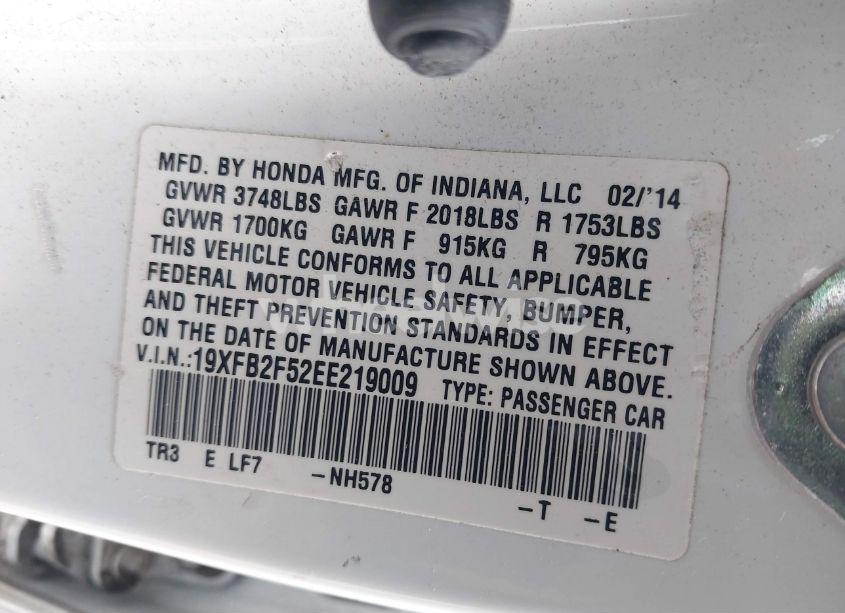 MFD. BY HONDA MFG. OF INDIANA, LLC 02/'14
GVWR 3748LBS GAWR F 2018LBS R 1753LBS
GVWR 1700KG GAWR F 915KG R 795KG
THIS VEHICLE CONFORMS TO ALL APPLICABLE
FEDERAL MOTOR VEHICLE SAFETY, BUMPER,
AND THEFT PREVENTION STANDARDS IN EFFECT
ON THE DATE OF MANUFACTURE SHOWN ABOVE.
V.I.N.:19XFB2F52EE219009 TYPE: PASSENGER CAR
TR3 E LF7 -NH578 -T -E